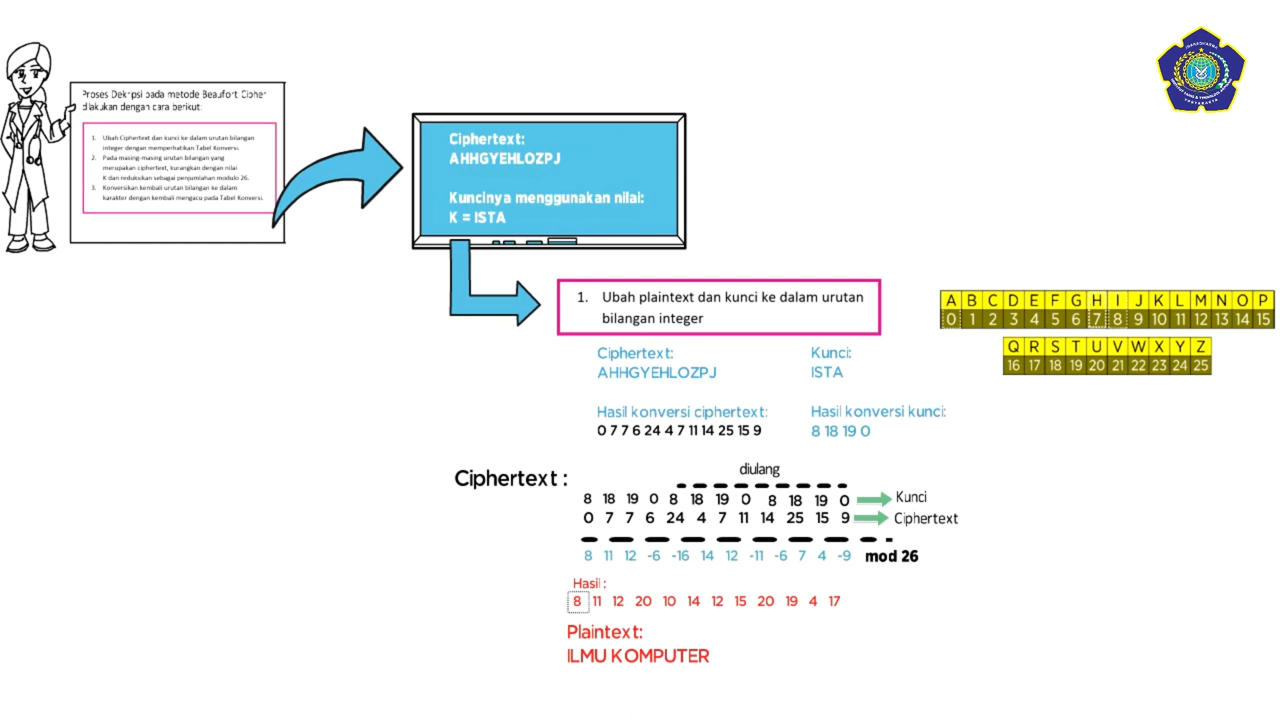 Proses Dekripsi pada metode Beaufort Cipher
dilakukan dengan cara berikut:
1. Ubah Ciphertext dan kunci ke dalam urutan bilangan
integer dengan memperhatikan Tabel Konversi.
2. Pada masing-masing urutan bilangan yang
merupakan ciphertext, kurangkan dengan nilai
K dan reduksikan sebagai penjumlahan modulo 26.
3. Konversikan kembali urutan bilangan ke dalam
karakter dengan kembali mengacu pada Tabel Konversi.
Ciphertext:
AHHGYEHLOZPJ
Kuncinya menggunakan nilai:
K = ISTA
1. Ubah plaintext dan kunci ke dalam urutan
bilangan integer
A B C D E F G H I J K L M N O P
0 1 2 3 4 5 6 7 8 9 10 11 12 13 14 15
Q R S T U V W X Y Z
16 17 18 19 20 21 22 23 24 25
Ciphertext:
AHHGYEHLOZPJ
Kunci:
ISTA
Hasil konversi ciphertext:
0 7 7 6 24 4 7 11 14 25 15 9
Hasil konversi kunci:
8 18 19 0
Ciphertext :
diulang
8 18 19 0 8 18 19 0 8 18 19 0 Kunci
0 7 7 6 24 4 7 11 14 25 15 9 Ciphertext
8 11 12 -6 -16 14 12 -11 -6 7 4 -9 mod 26
Hasil :
8 11 12 20 10 14 12 15 20 19 4 17
Plaintext:
ILMU KOMPUTER